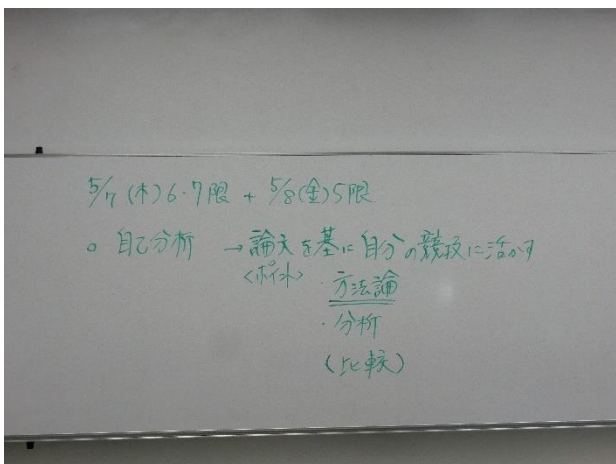 5/7(木)6・7限 + 5/8(金)5限
○ 自己分析 → 論文を基に自分の競技に活かす
<ポイント> ・方法論
・分析
(比較)